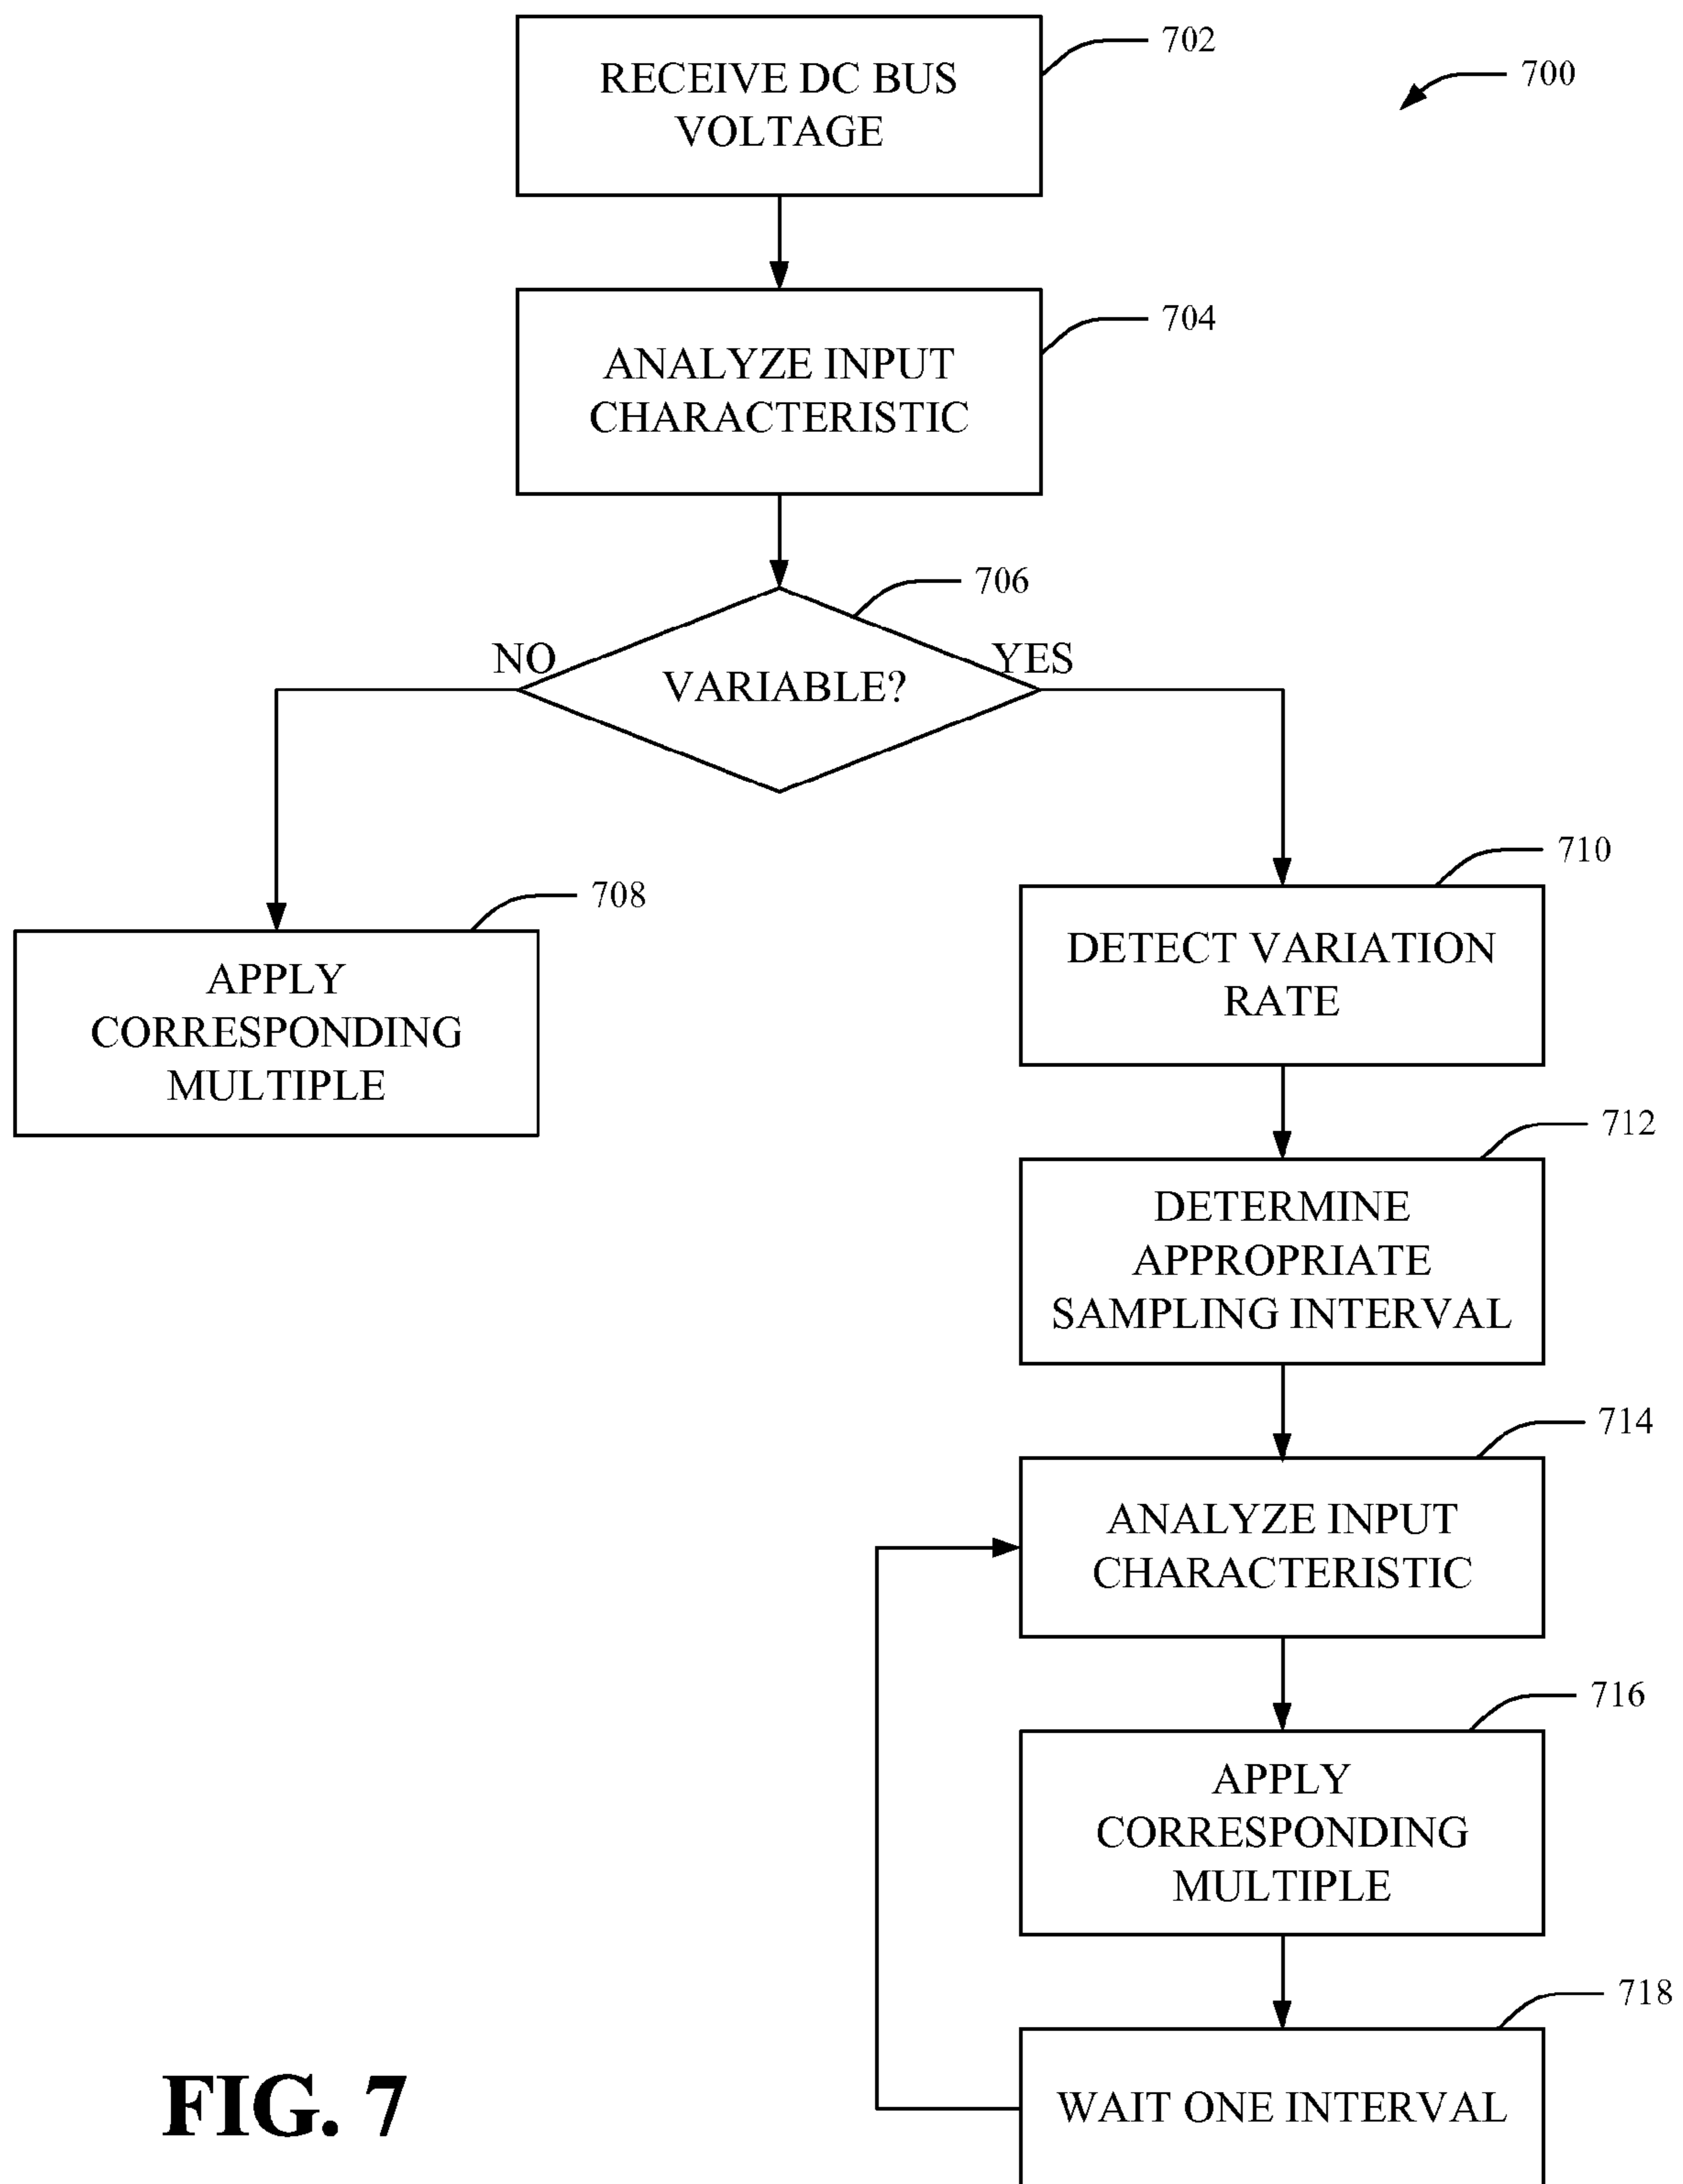 702
700
RECEIVE DC BUS
VOLTAGE
704
ANALYZE INPUT
CHARACTERISTIC
706
NO
YES
VARIABLE?
710
708
DETECT VARIATION
RATE
APPLY
CORRESPONDING
MULTIPLE
712
DETERMINE
APPROPRIATE
SAMPLING INTERVAL
714
ANALYZE INPUT
CHARACTERISTIC
716
APPLY
CORRESPONDING
MULTIPLE
718
WAIT ONE INTERVAL
FIG. 7